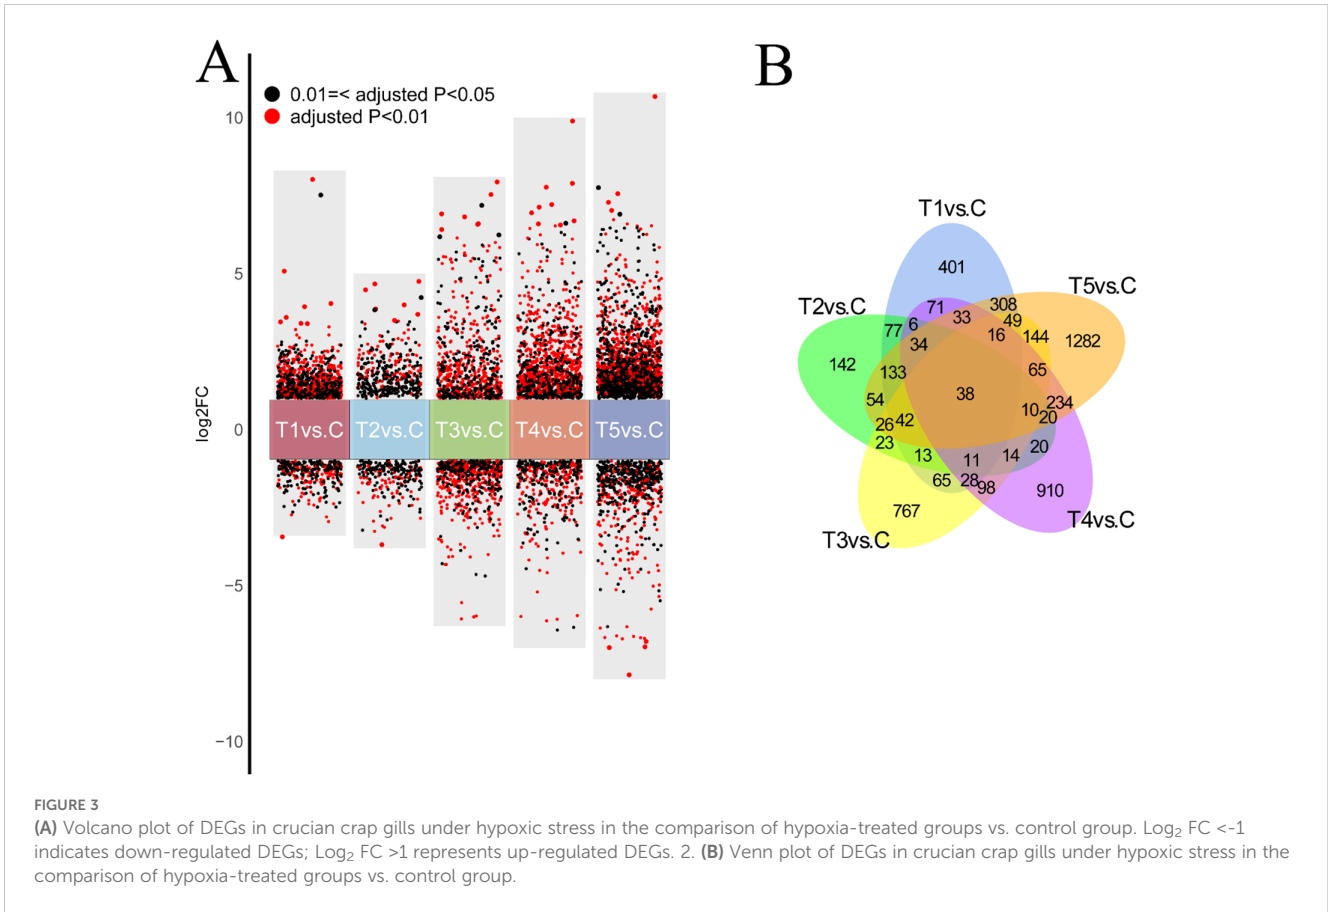 A
B
0.01=< adjusted P<0.05
adjusted P<0.01
10
5
0
−5
−10
log2FC
T1vs.C T2vs.C T3vs.C T4vs.C T5vs.C
T1vs.C
401
T5vs.C
T2vs.C
71 308
77 6 33 49
34 16 144 1282
142 133 65
54 38 10 234
26 42 20
23 13 11 14 20
65 28 98 910
767
T3vs.C
T4vs.C
FIGURE 3
(A) Volcano plot of DEGs in crucian crap gills under hypoxic stress in the comparison of hypoxia-treated groups vs. control group. Log2 FC <-1
indicates down-regulated DEGs; Log2 FC >1 represents up-regulated DEGs. 2. (B) Venn plot of DEGs in crucian crap gills under hypoxic stress in the
comparison of hypoxia-treated groups vs. control group.